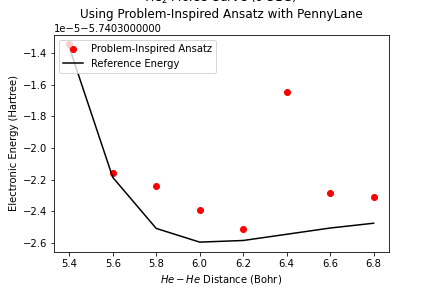 Using Problem-Inspired Ansatz with PennyLane
1e−5−5.7403000000
Problem-Inspired Ansatz
Reference Energy
Electronic Energy (Hartree)
−1.4
−1.6
−1.8
−2.0
−2.2
−2.4
−2.6
5.4 5.6 5.8 6.0 6.2 6.4 6.6 6.8
He − He Distance (Bohr)